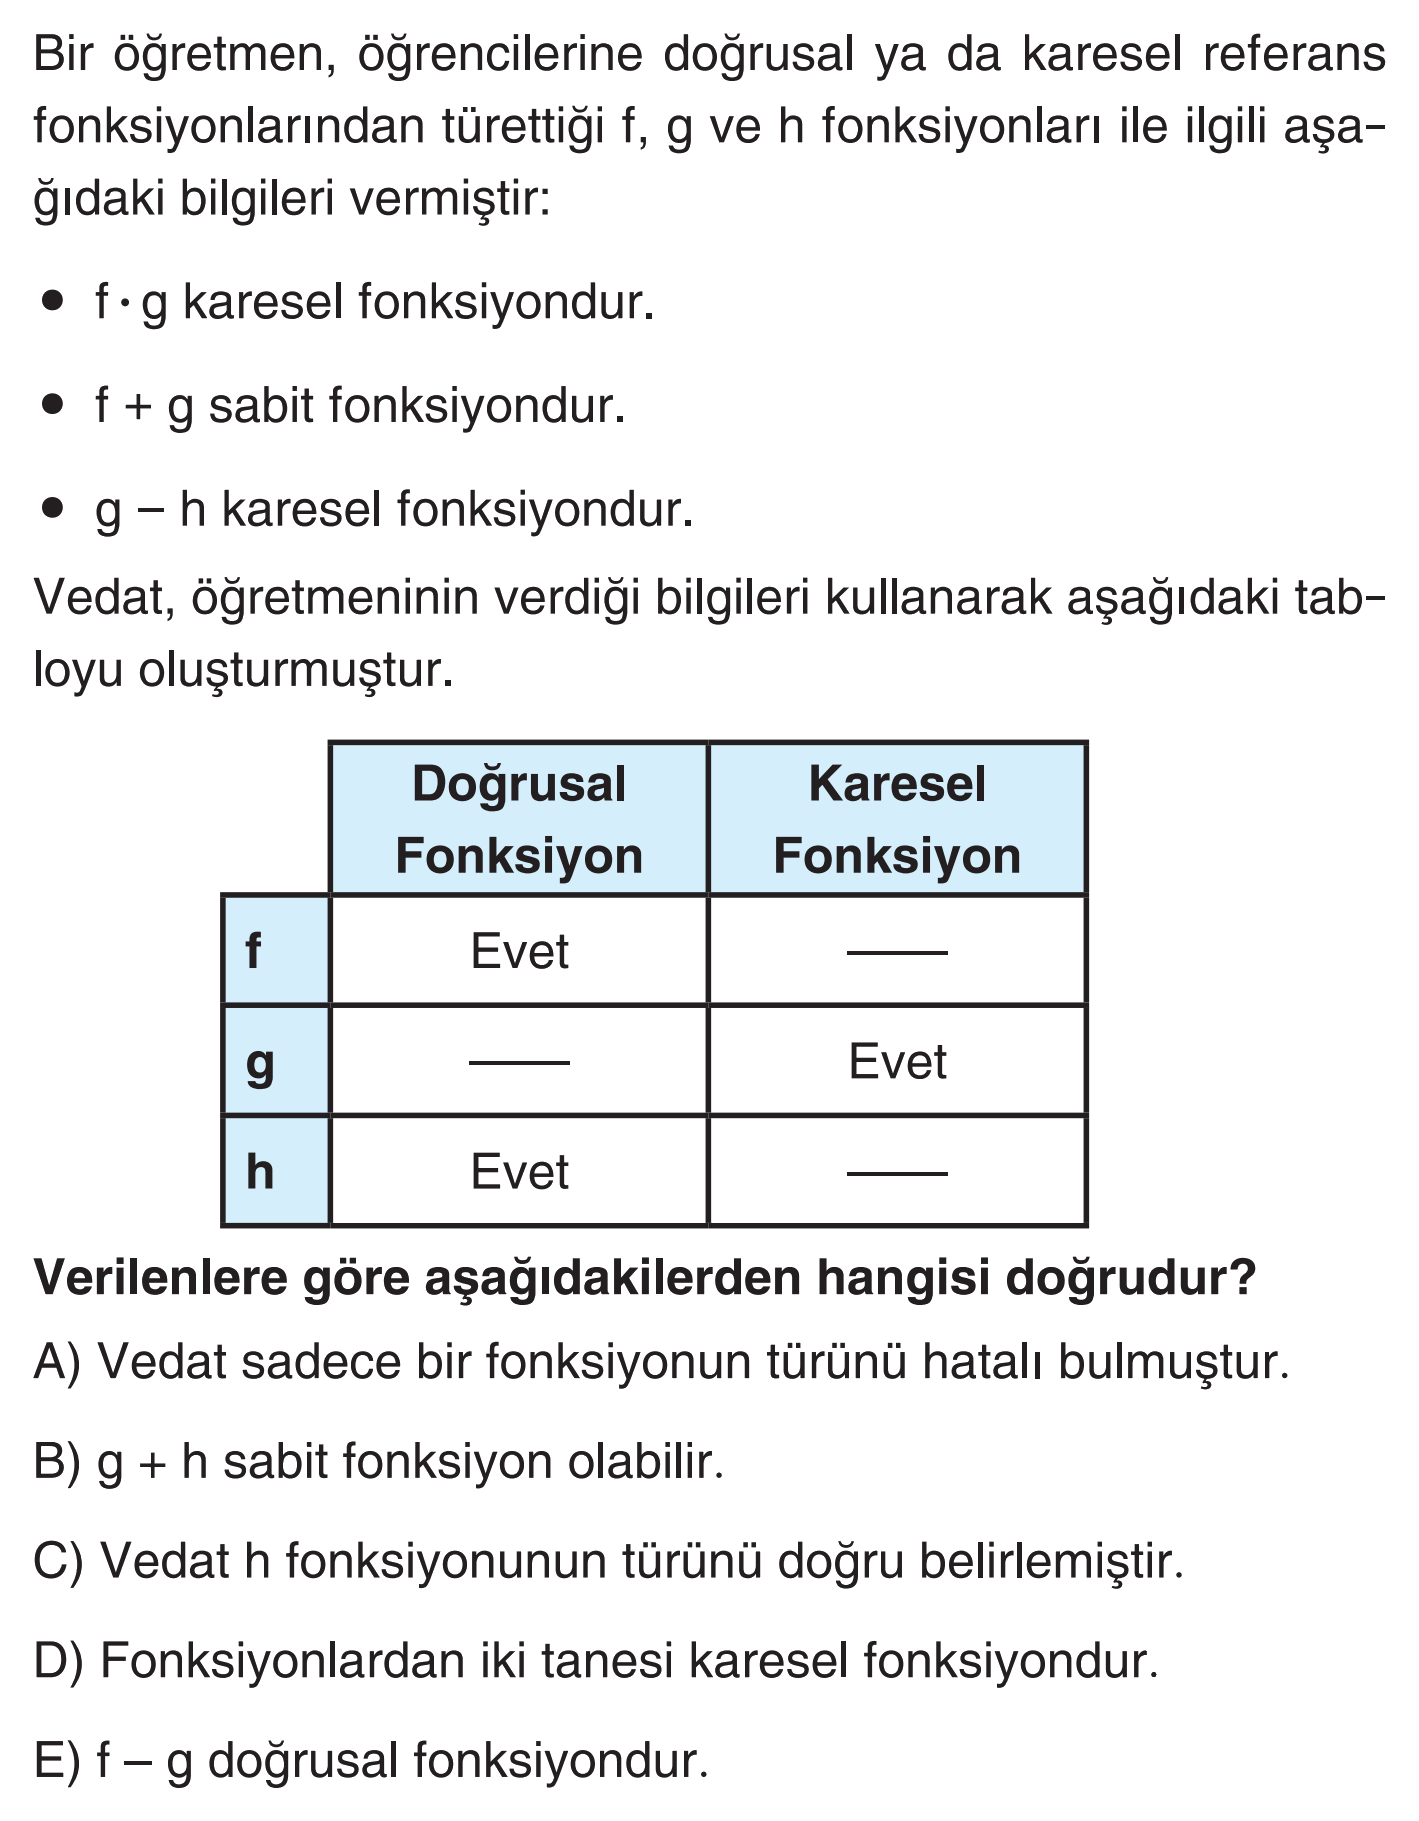 Bir öğretmen, öğrencilerine doğrusal ya da karesel referans
fonksiyonlarından türettiği f, g ve h fonksiyonları ile ilgili aşa-
ğıdaki bilgileri vermiştir:
• f · g karesel fonksiyondur.
• f + g sabit fonksiyondur.
• g – h karesel fonksiyondur.
Vedat, öğretmeninin verdiği bilgileri kullanarak aşağıdaki tab-
loyu oluşturmuştur.
Doğrusal Karesel
Fonksiyon Fonksiyon
f Evet ——
g —— Evet
h Evet ——
Verilenlere göre aşağıdakilerden hangisi doğrudur?
A) Vedat sadece bir fonksiyonun türünü hatalı bulmuştur.
B) g + h sabit fonksiyon olabilir.
C) Vedat h fonksiyonunun türünü doğru belirlemiştir.
D) Fonksiyonlardan iki tanesi karesel fonksiyondur.
E) f – g doğrusal fonksiyondur.